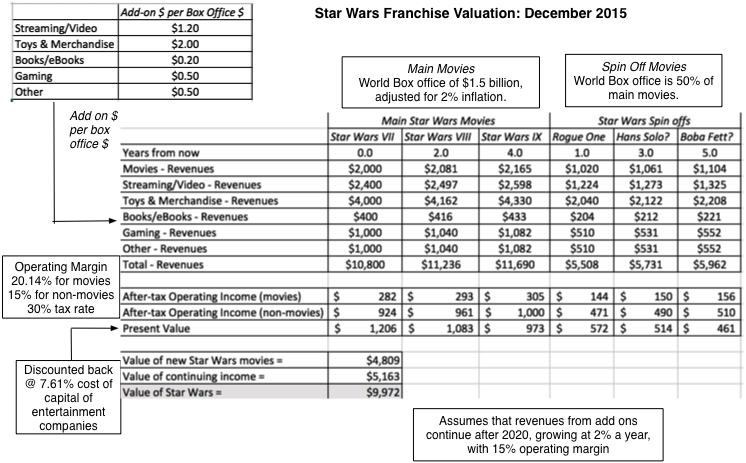 Star Wars Franchise Valuation: December 2015
Add-on $ per Box Office $
Streaming/Video $1.20
Toys & Merchandise $2.00
Books/eBooks $0.20
Gaming $0.50
Other $0.50
Main Movies
World Box office of $1.5 billion,
adjusted for 2% inflation.
Spin Off Movies
World Box office is 50% of
main movies.
Add on $
per box
office $
Main Star Wars Movies Star Wars Spin offs
Star Wars VII Star Wars VIII Star Wars IX Rogue One Hans Solo? Boba Fett?
Years from now 0.0 2.0 4.0 1.0 3.0 5.0
Movies - Revenues $2,000 $2,081 $2,165 $1,020 $1,061 $1,104
Streaming/Video - Revenues $2,400 $2,497 $2,598 $1,224 $1,273 $1,325
Toys & Merchandise - Revenues $4,000 $4,162 $4,330 $2,040 $2,122 $2,208
Books/eBooks - Revenues $400 $416 $433 $204 $212 $221
Gaming - Revenues $1,000 $1,040 $1,082 $510 $531 $552
Other - Revenues $1,000 $1,040 $1,082 $510 $531 $552
Total - Revenues $10,800 $11,236 $11,690 $5,508 $5,731 $5,962
Operating Margin
20.14% for movies
15% for non-movies
30% tax rate
After-tax Operating Income (movies) $ 282 $ 293 $ 305 $ 144 $ 150 $ 156
After-tax Operating Income (non-movies) $ 924 $ 961 $ 1,000 $ 471 $ 490 $ 510
Present Value $ 1,206 $ 1,083 $ 973 $ 572 $ 514 $ 461
Discounted back
@ 7.61% cost of
capital of
entertainment
companies
Value of new Star Wars movies = $4,809
Value of continuing income = $5,163
Value of Star Wars = $9,972
Assumes that revenues from add ons
continue after 2020, growing at 2% a year,
with 15% operating margin